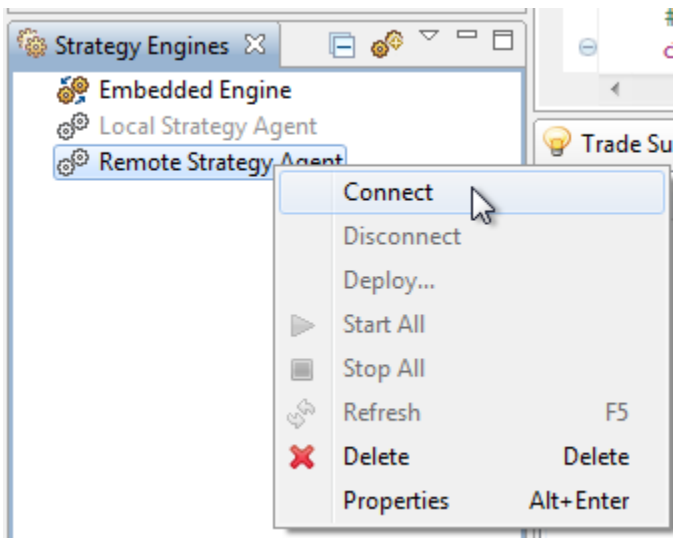 Strategy Engines
Embedded Engine
Local Strategy Agent
Remote Strategy Agent
Trade Su
Connect
Disconnect
Deploy...
Start All
Stop All
Refresh F5
Delete Delete
Properties Alt+Enter